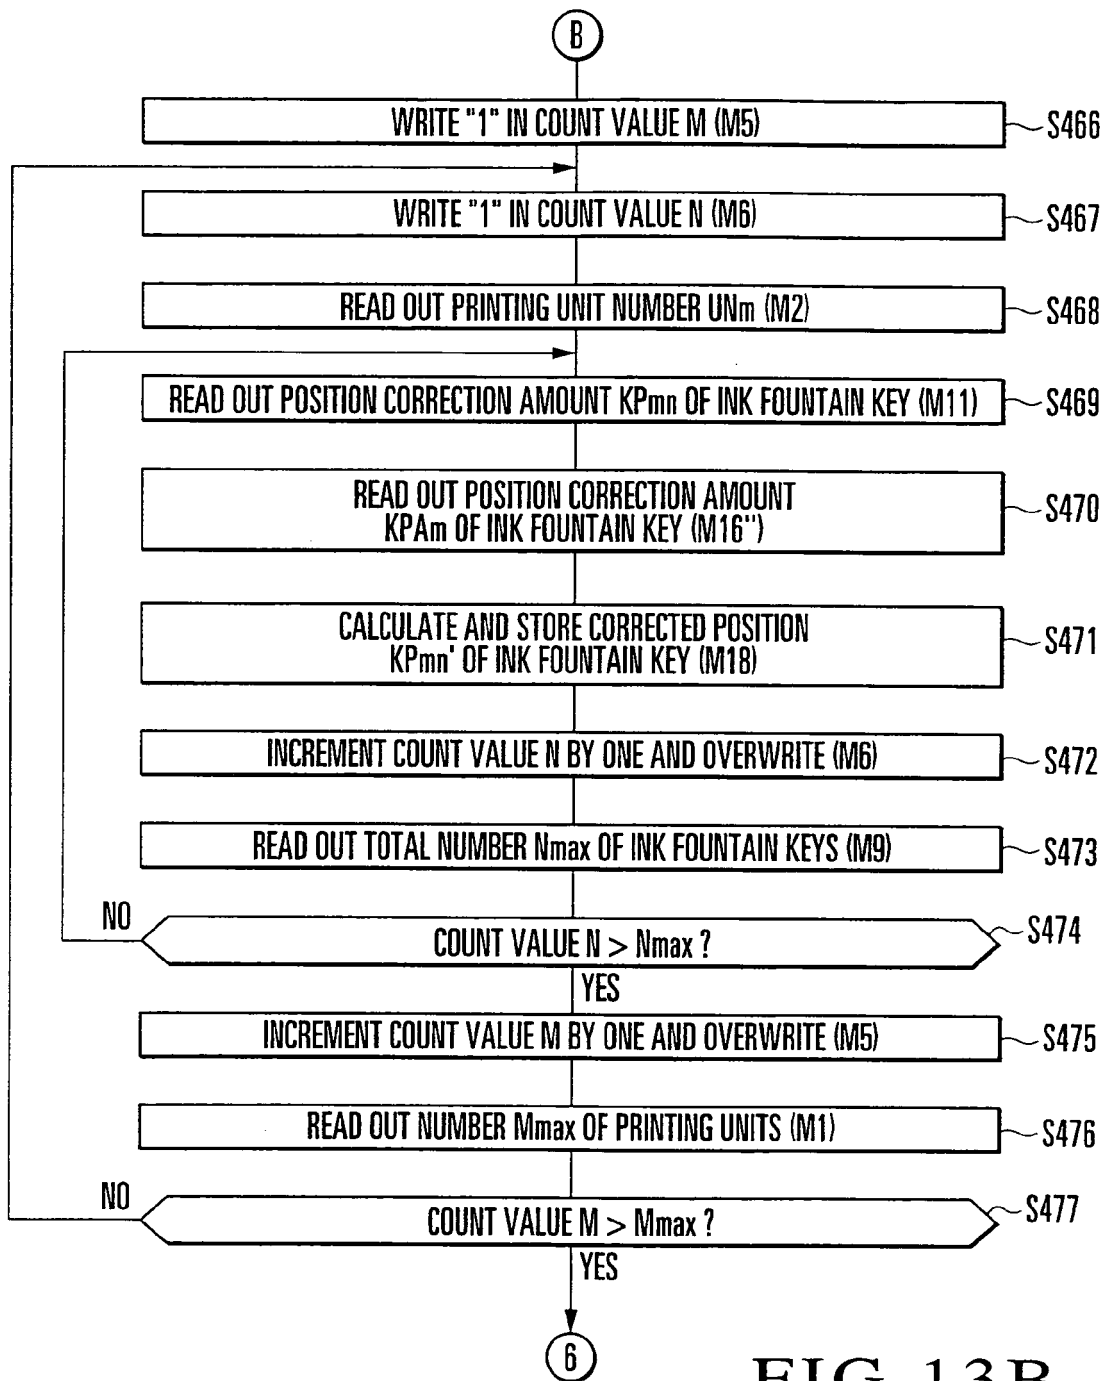 B
WRITE "1" IN COUNT VALUE M (M5)
S466
WRITE "1" IN COUNT VALUE N (M6)
S467
READ OUT PRINTING UNIT NUMBER UNm (M2)
S468
READ OUT POSITION CORRECTION AMOUNT KPmn OF INK FOUNTAIN KEY (M11)
S469
READ OUT POSITION CORRECTION AMOUNT
KPAm OF INK FOUNTAIN KEY (M16")
S470
CALCULATE AND STORE CORRECTED POSITION
KPmn' OF INK FOUNTAIN KEY (M18)
S471
INCREMENT COUNT VALUE N BY ONE AND OVERWRITE (M6)
S472
READ OUT TOTAL NUMBER Nmax OF INK FOUNTAIN KEYS (M9)
S473
NO
COUNT VALUE N > Nmax ?
S474
YES
INCREMENT COUNT VALUE M BY ONE AND OVERWRITE (M5)
S475
READ OUT NUMBER Mmax OF PRINTING UNITS (M1)
S476
NO
COUNT VALUE M > Mmax ?
S477
YES
6
FIG. 13B